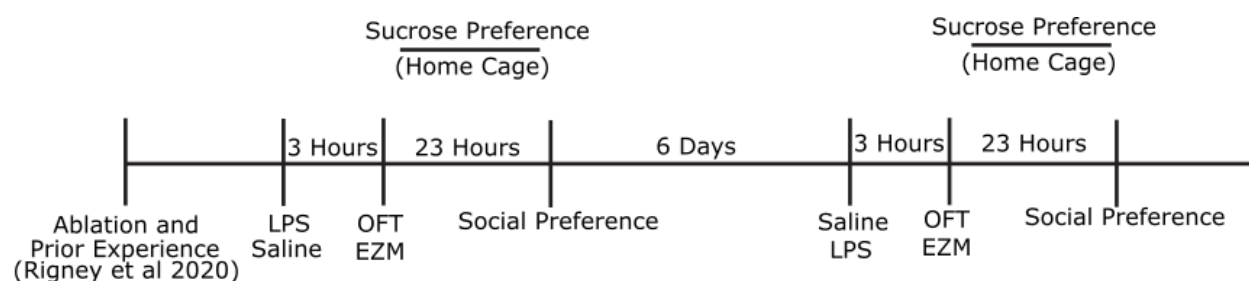 Sucrose Preference
(Home Cage)
Sucrose Preference
(Home Cage)
3 Hours
23 Hours
6 Days
3 Hours
23 Hours
Ablation and
Prior Experience
(Rigney et al 2020)
LPS
Saline
OFT
EZM
Social Preference
Saline
LPS
OFT
EZM
Social Preference